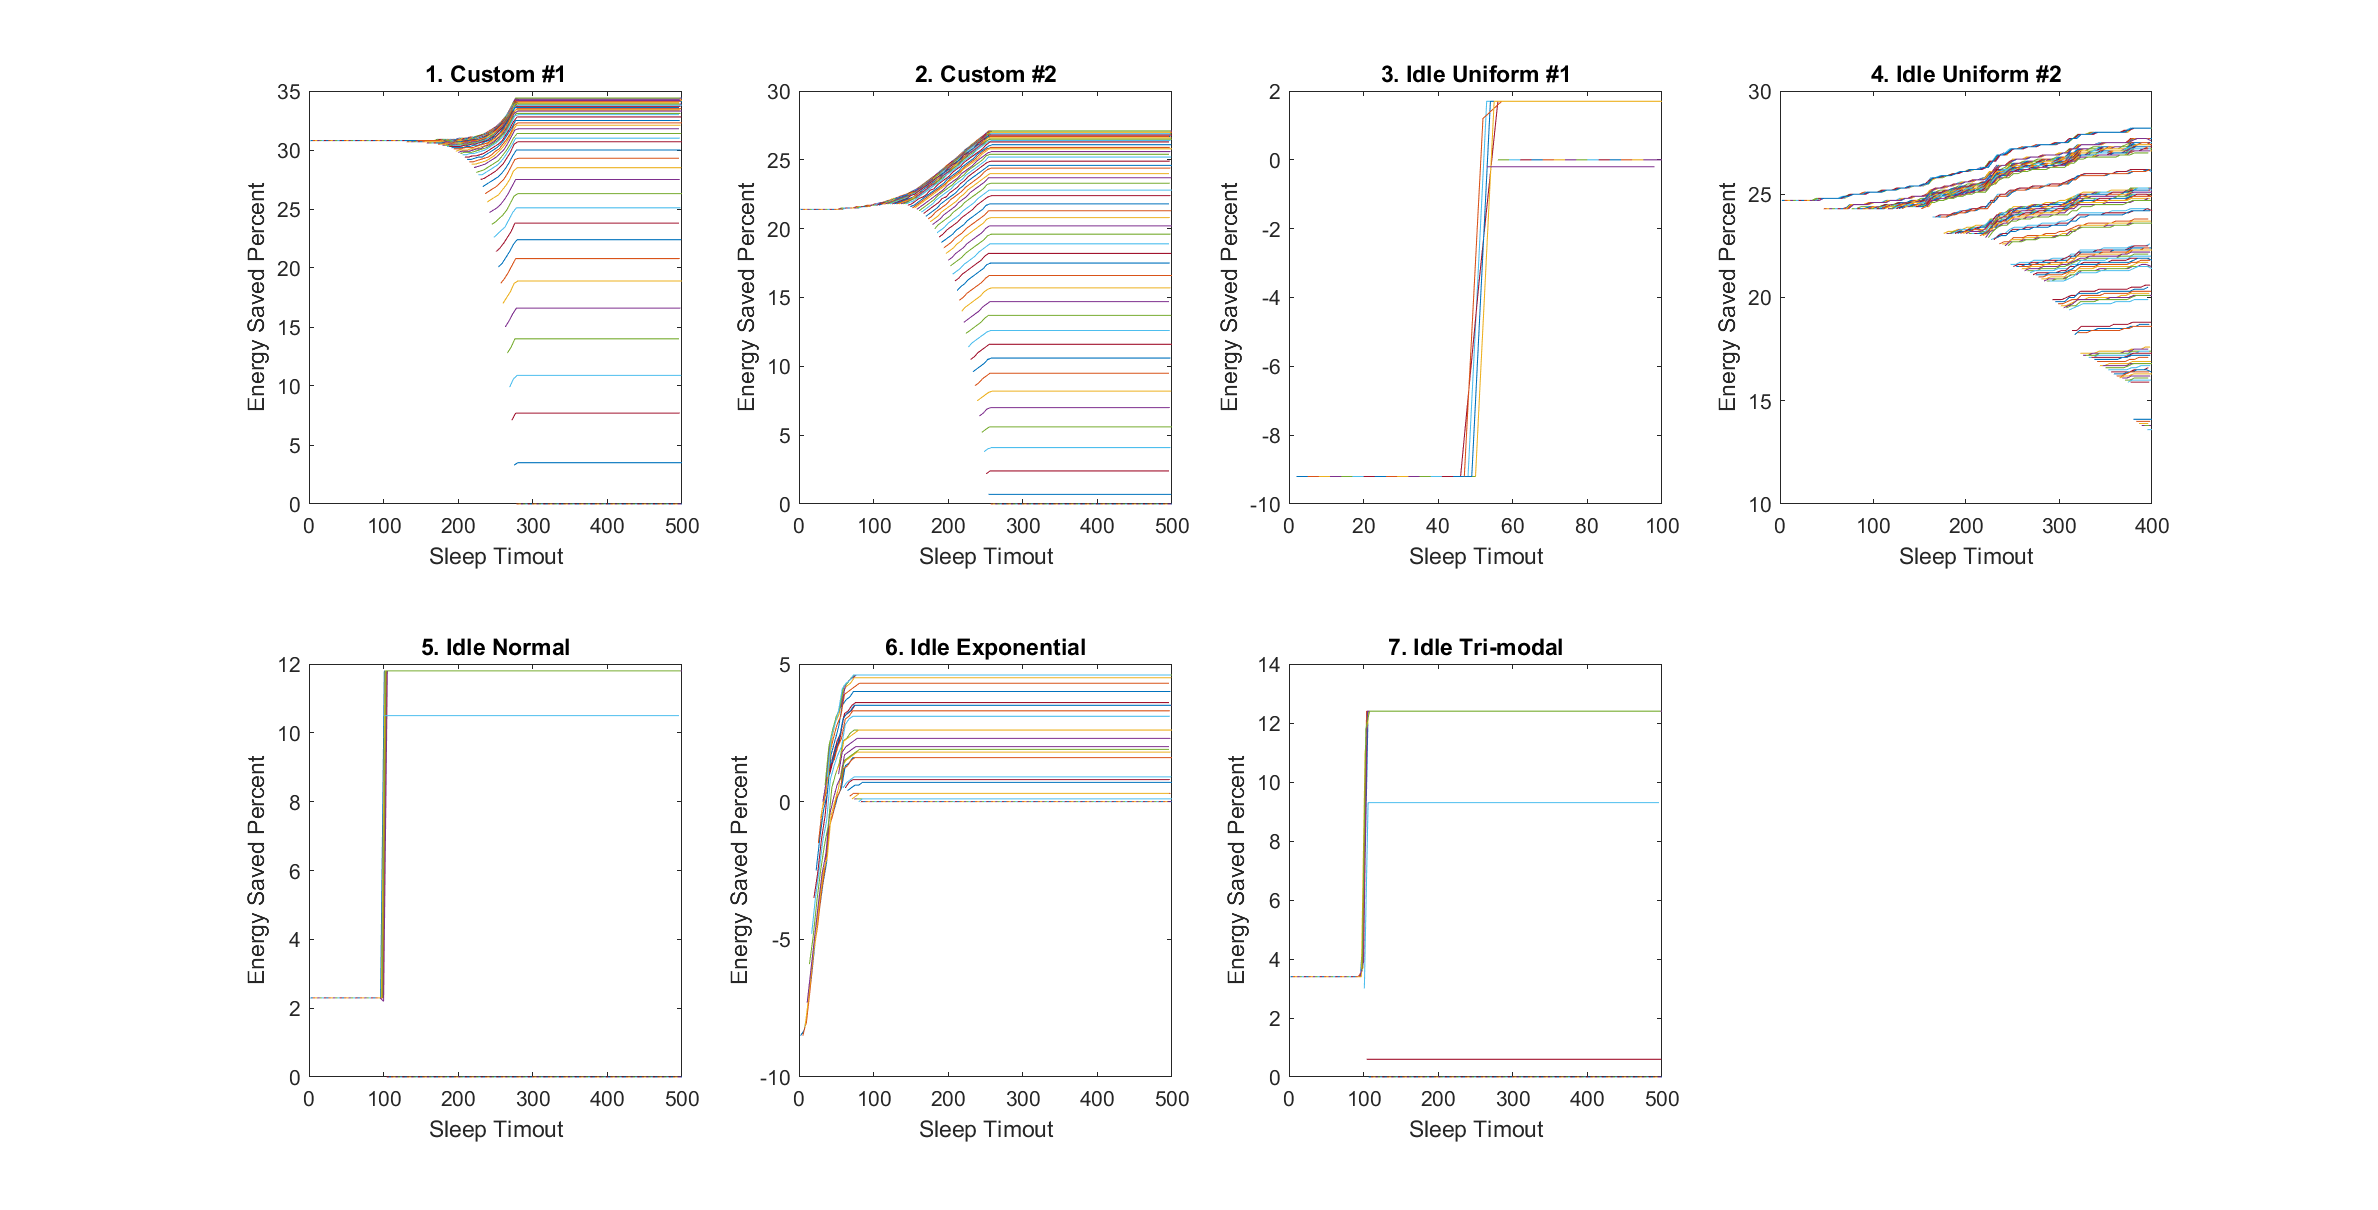 1. Custom #1
35
30
25
20
15
10
5
0
Energy Saved Percent
0 100 200 300 400 500
Sleep Timout
2. Custom #2
30
25
20
15
10
5
0
Energy Saved Percent
0 100 200 300 400 500
Sleep Timout
3. Idle Uniform #1
2
0
-2
-4
-6
-8
-10
Energy Saved Percent
0 20 40 60 80 100
Sleep Timout
4. Idle Uniform #2
30
25
20
15
10
Energy Saved Percent
0 100 200 300 400
Sleep Timout
5. Idle Normal
12
10
8
6
4
2
0
Energy Saved Percent
0 100 200 300 400 500
Sleep Timout
6. Idle Exponential
5
0
-5
-10
Energy Saved Percent
0 100 200 300 400 500
Sleep Timout
7. Idle Tri-modal
14
12
10
8
6
4
2
0
Energy Saved Percent
0 100 200 300 400 500
Sleep Timout